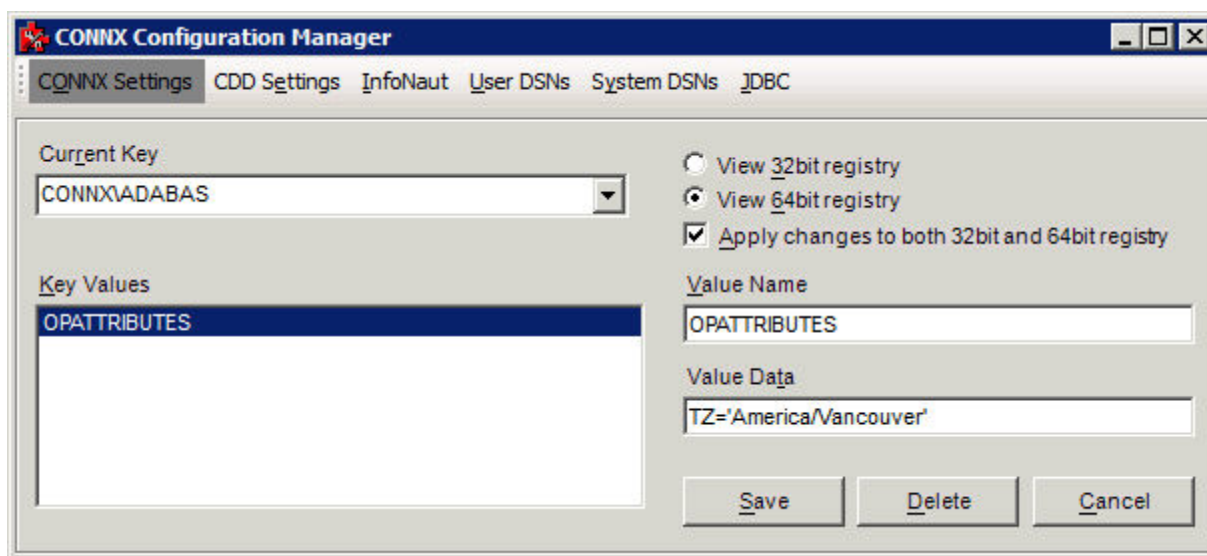 CONNX Configuration Manager
CONNX Settings CDD Settings InfoNaut User DSNs System DSNs JDBC
Current Key
CONNX\ADABAS
View 32bit registry
View 64bit registry
Apply changes to both 32bit and 64bit registry
Key Values
OPATTRIBUTES
Value Name
OPATTRIBUTES
Value Data
TZ='America/Vancouver'
Save Delete Cancel